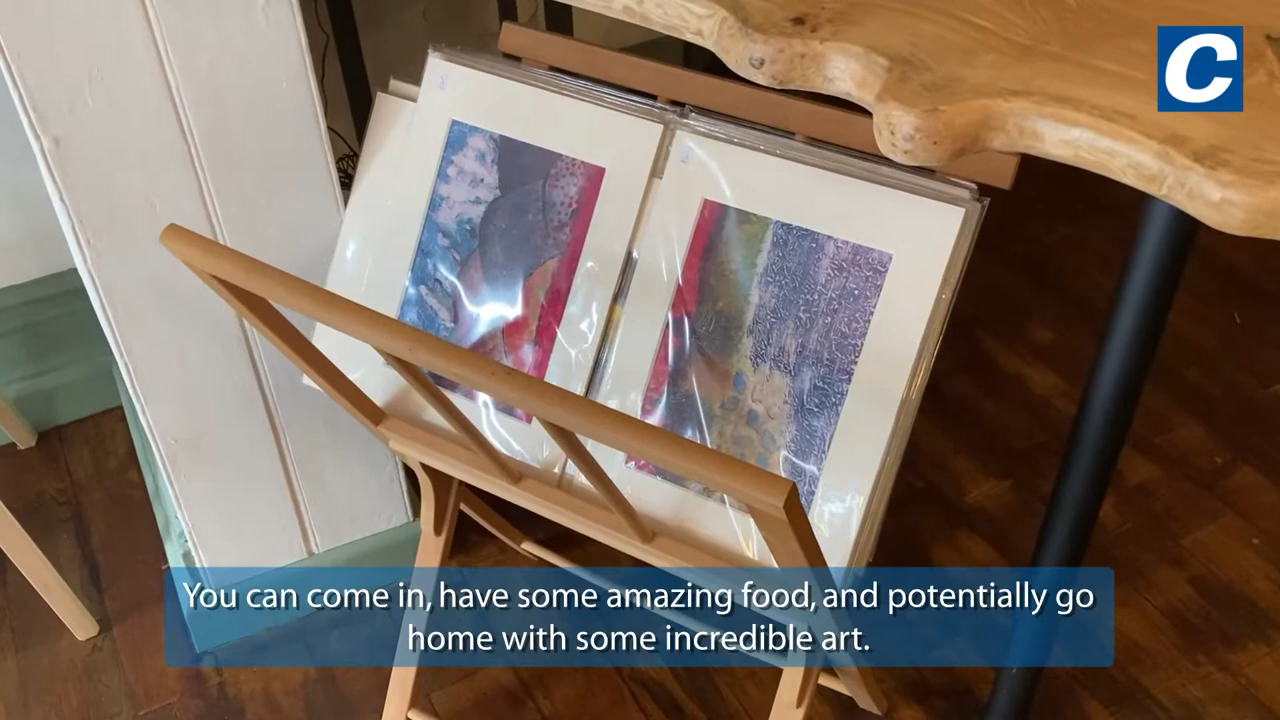 C
You can come in, have some amazing food, and potentially go
home with some incredible art.